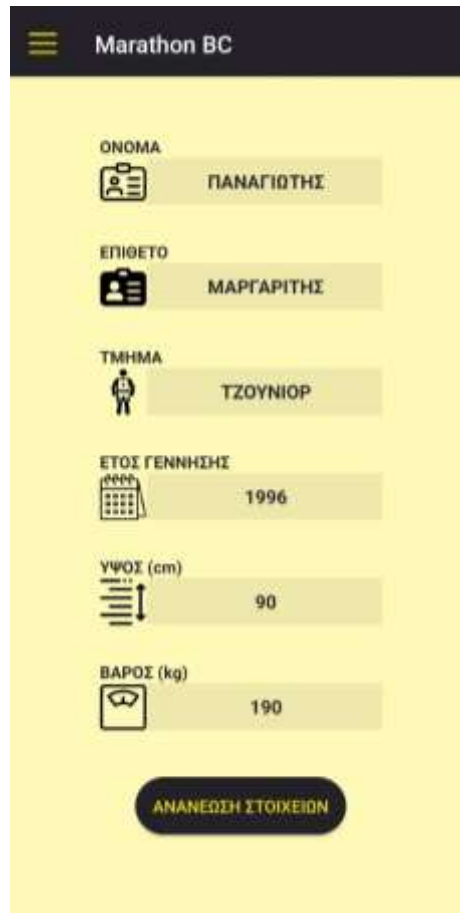 Marathon BC
ΟΝΟΜΑ
ΠΑΝΑΓΙΩΤΗΣ
ΕΠΙΘΕΤΟ
ΜΑΡΓΑΡΙΤΗΣ
ΤΜΗΜΑ
ΤΖΟΥΝΙΟΡ
ΕΤΟΣ ΓΕΝΝΗΣΗΣ
1996
ΥΨΟΣ (cm)
90
ΒΑΡΟΣ (kg)
190
ΑΝΑΝΕΩΣΗ ΣΤΟΙΧΕΙΩΝ